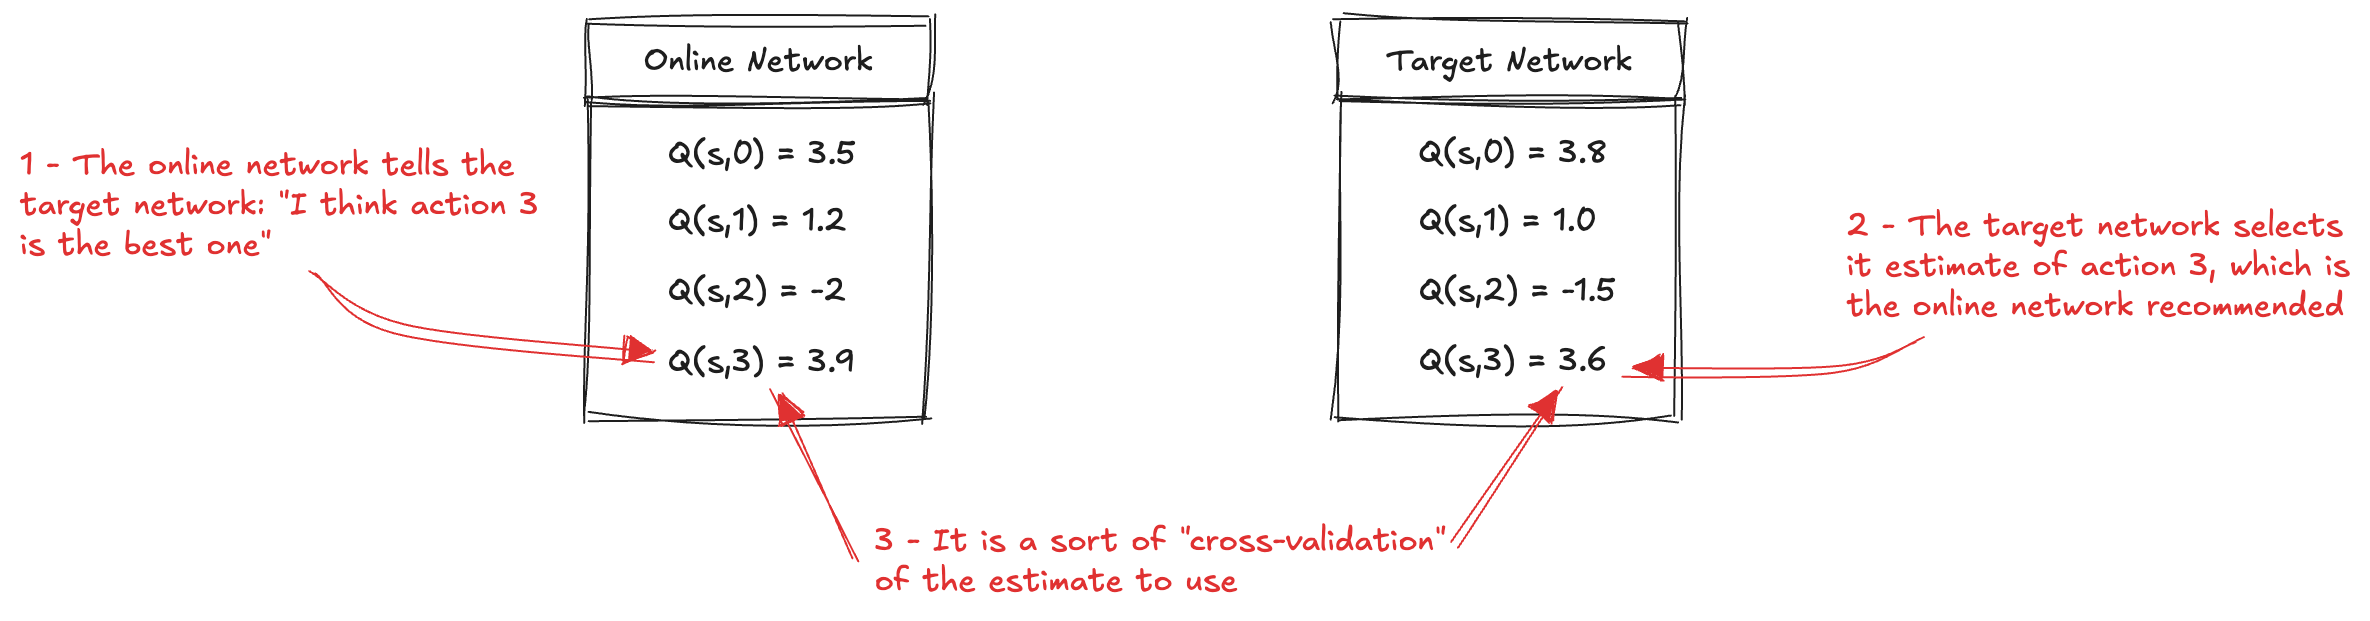 Online Network
Q(s,0) = 3.5
Q(s,1) = 1.2
Q(s,2) = -2
Q(s,3) = 3.9
Target Network
Q(s,0) = 3.8
Q(s,1) = 1.0
Q(s,2) = -1.5
Q(s,3) = 3.6
1 - The online network tells the
target network: "I think action 3
is the best one"
2 - The target network selects
it estimate of action 3, which is
the online network recommended
3 - It is a sort of "cross-validation"
of the estimate to use